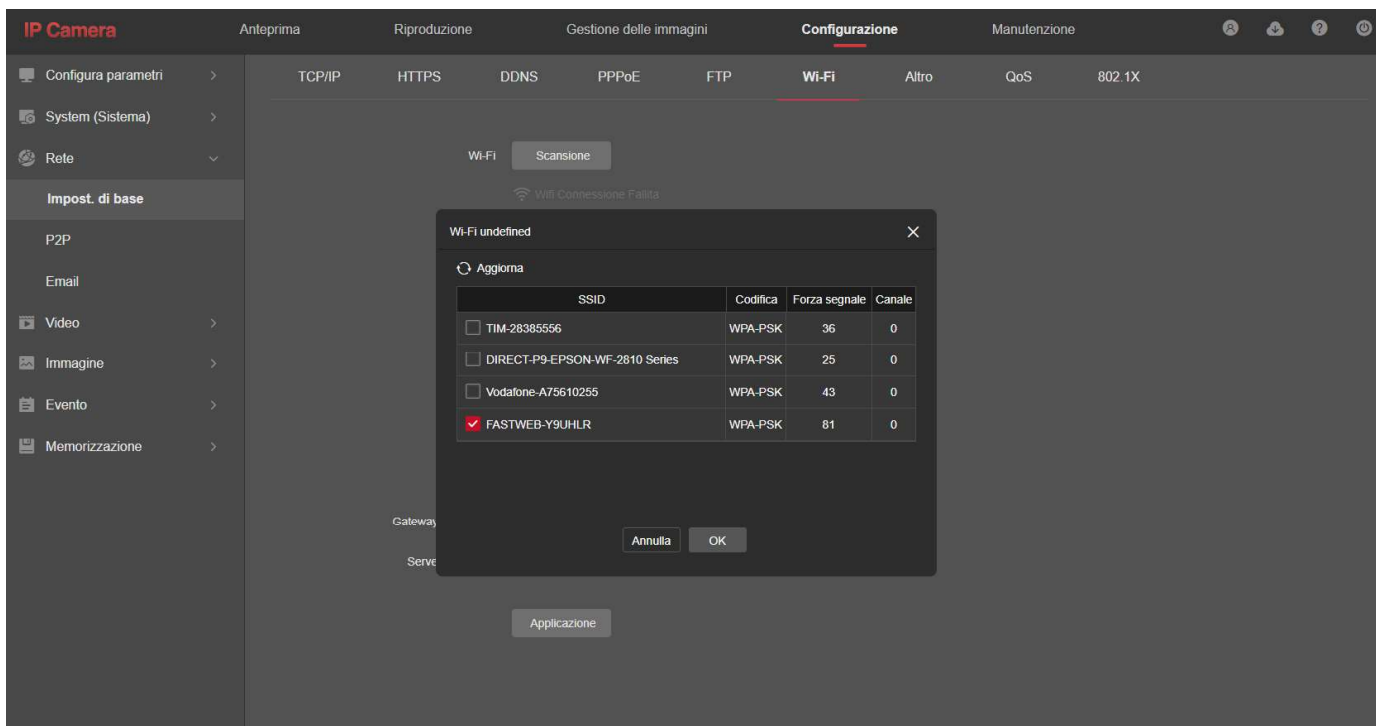 IP Camera Anteprima Riproduzione Gestione delle immagini Configurazione Manutenzione
Configura parametri
System (Sistema)
Rete
Impost. di base
P2P
Email
Video
Immagine
Evento
Memorizzazione
TCP/IP HTTPS DDNS PPPoE FTP Wi-Fi Altro QoS 802.1X
Wi-Fi Scansione
Wifi Connessione Fallita
Wi-Fi undefined
Aggiorna
SSID Codifica Forza segnale Canale
TIM-28385556 WPA-PSK 36 0
DIRECT-P9-EPSON-WF-2810 Series WPA-PSK 25 0
Vodafone-A75610255 WPA-PSK 43 0
FASTWEB-Y9UHLR WPA-PSK 81 0
Annulla OK
Gateway
Serve
Applicazione